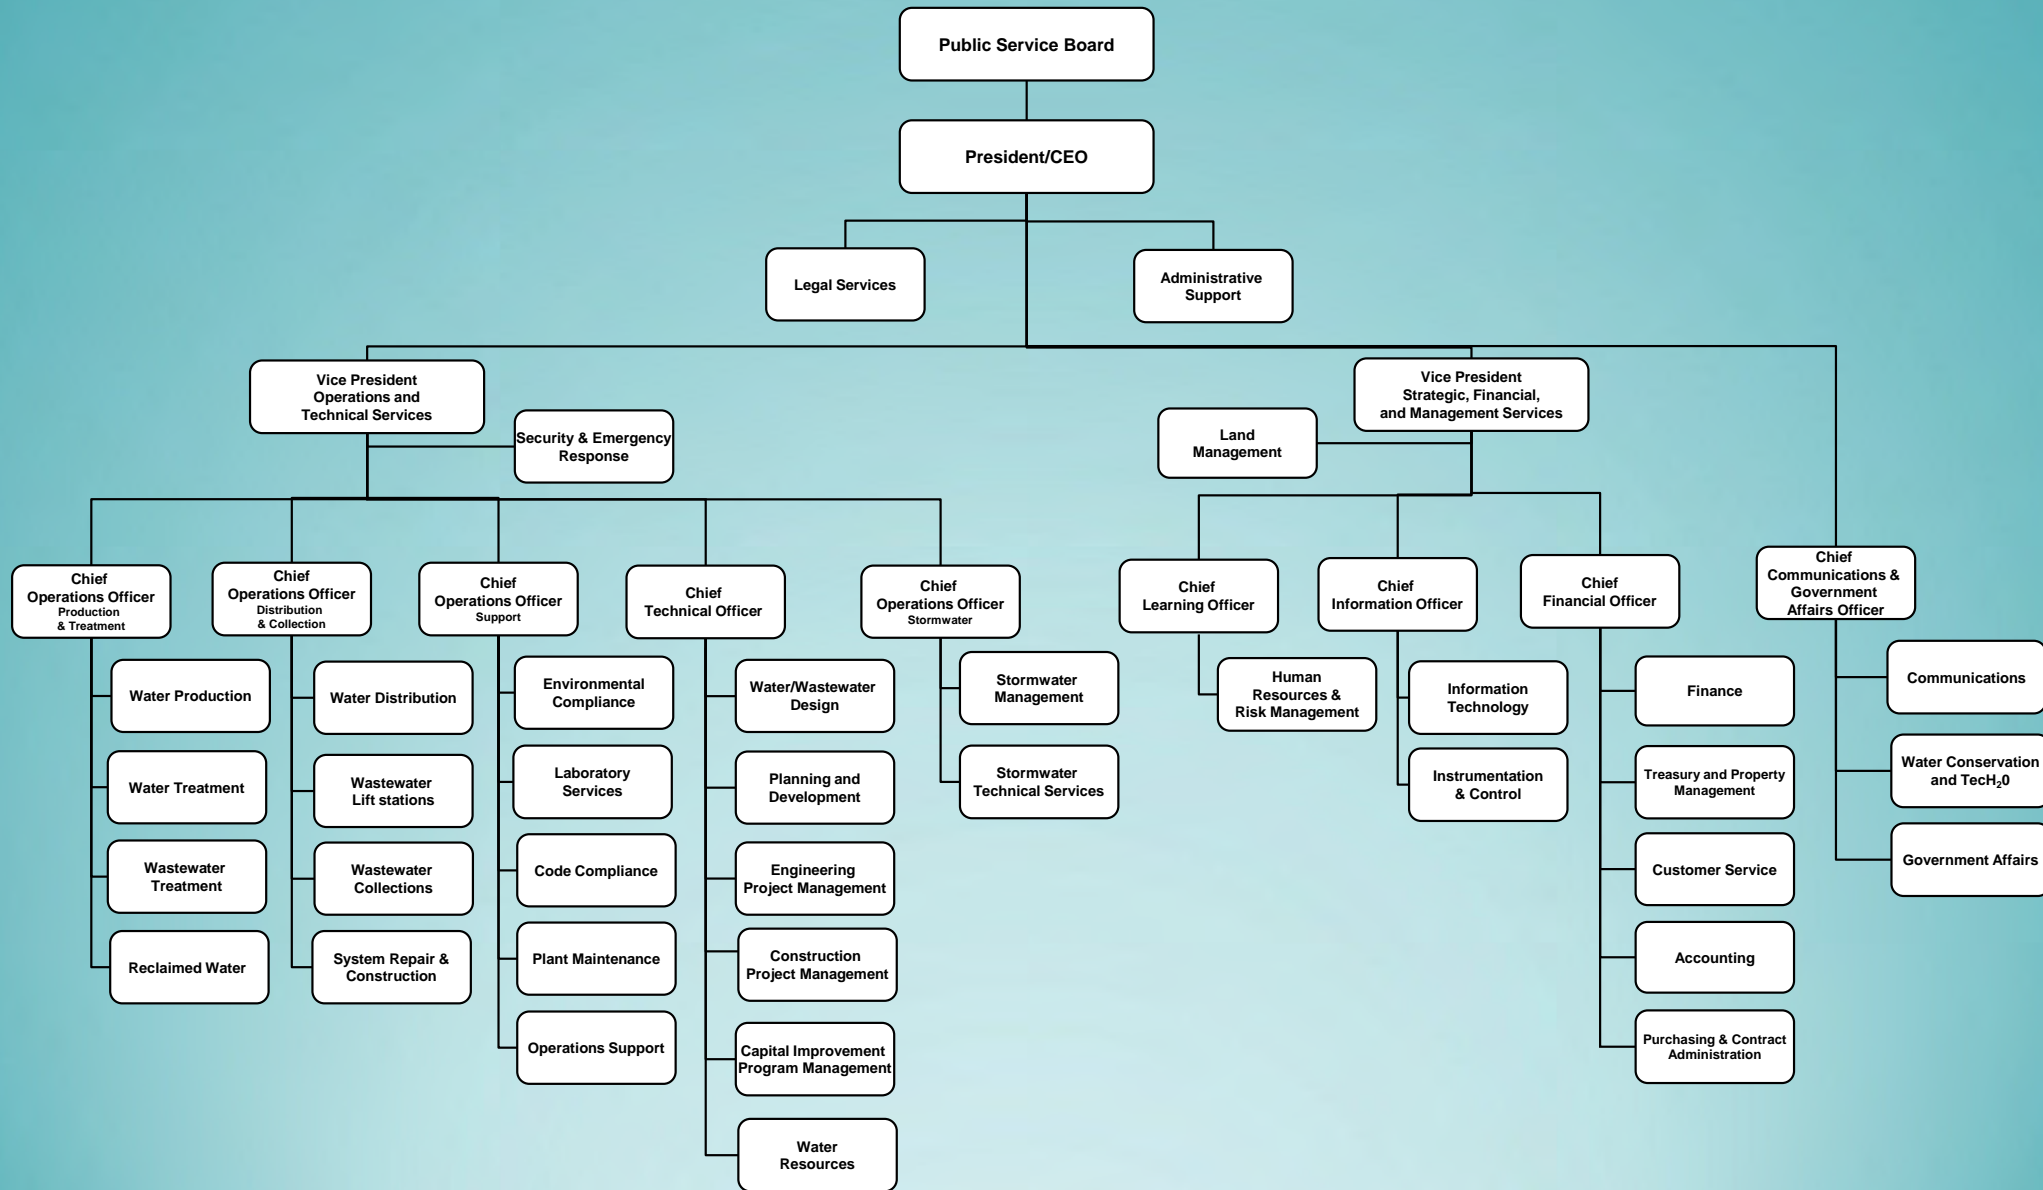 Public Service Board
President/CEO
Legal Services
Administrative
Support
Vice President
Operations and
Technical Services
Security & Emergency
Response
Vice President
Strategic, Financial,
and Management Services
Land
Management
Chief
Operations Officer
Production
& Treatment
Water Production
Water Treatment
Wastewater
Treatment
Reclaimed Water
Chief
Operations Officer
Distribution
& Collection
Water Distribution
Wastewater
Lift stations
Wastewater
Collections
System Repair &
Construction
Chief
Operations Officer
Support
Environmental
Compliance
Laboratory
Services
Code Compliance
Plant Maintenance
Operations Support
Chief
Technical Officer
Water/Wastewater
Design
Planning and
Development
Engineering
Project Management
Construction
Project Management
Capital Improvement
Program Management
Water
Resources
Chief
Operations Officer
Stormwater
Stormwater
Management
Stormwater
Technical Services
Chief
Learning Officer
Human
Resources &
Risk Management
Chief
Information Officer
Information
Technology
Instrumentation
& Control
Chief
Financial Officer
Finance
Treasury and Property
Management
Customer Service
Accounting
Purchasing & Contract
Administration
Chief
Communications &
Government
Affairs Officer
Communications
Water Conservation
and TecH₂0
Government Affairs